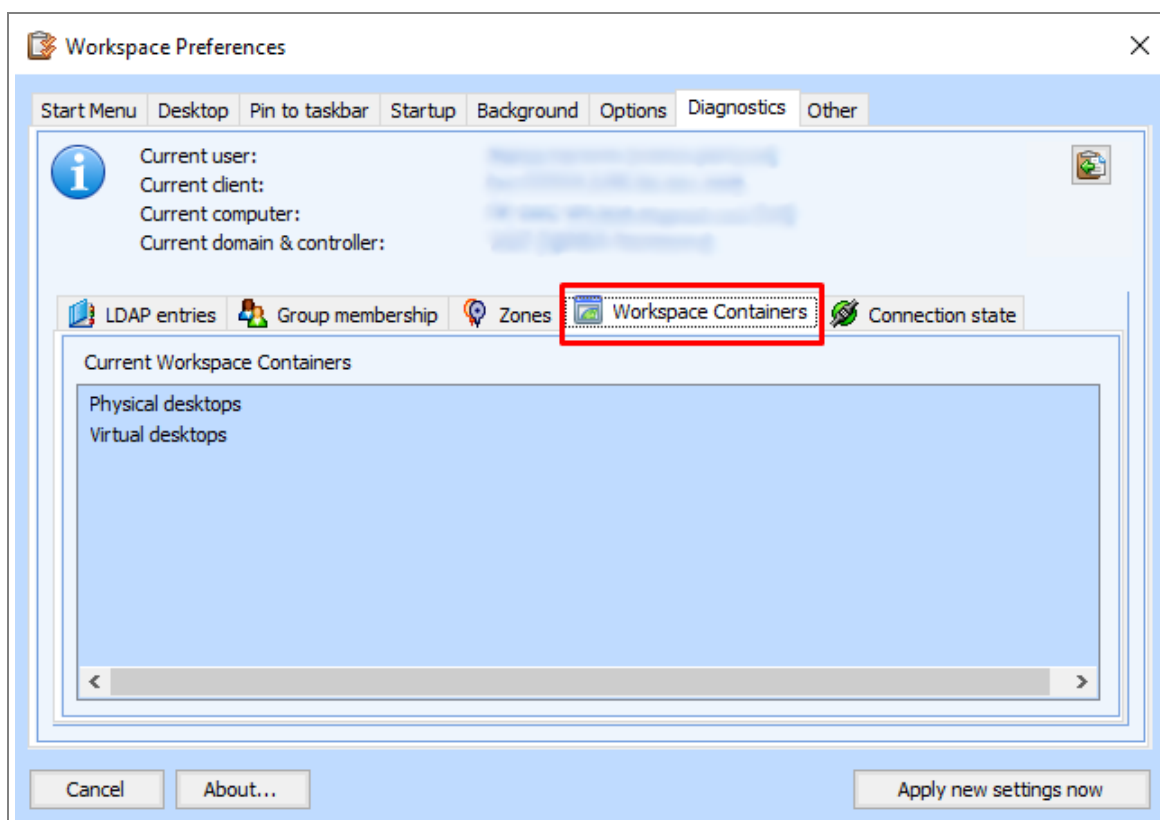 Workspace Preferences
Start Menu Desktop Pin to taskbar Startup Background Options Diagnostics Other
Current user:
Current client:
Current computer:
Current domain & controller:
LDAP entries Group membership Zones Workspace Containers Connection state
Current Workspace Containers
Physical desktops
Virtual desktops
Cancel About... Apply new settings now